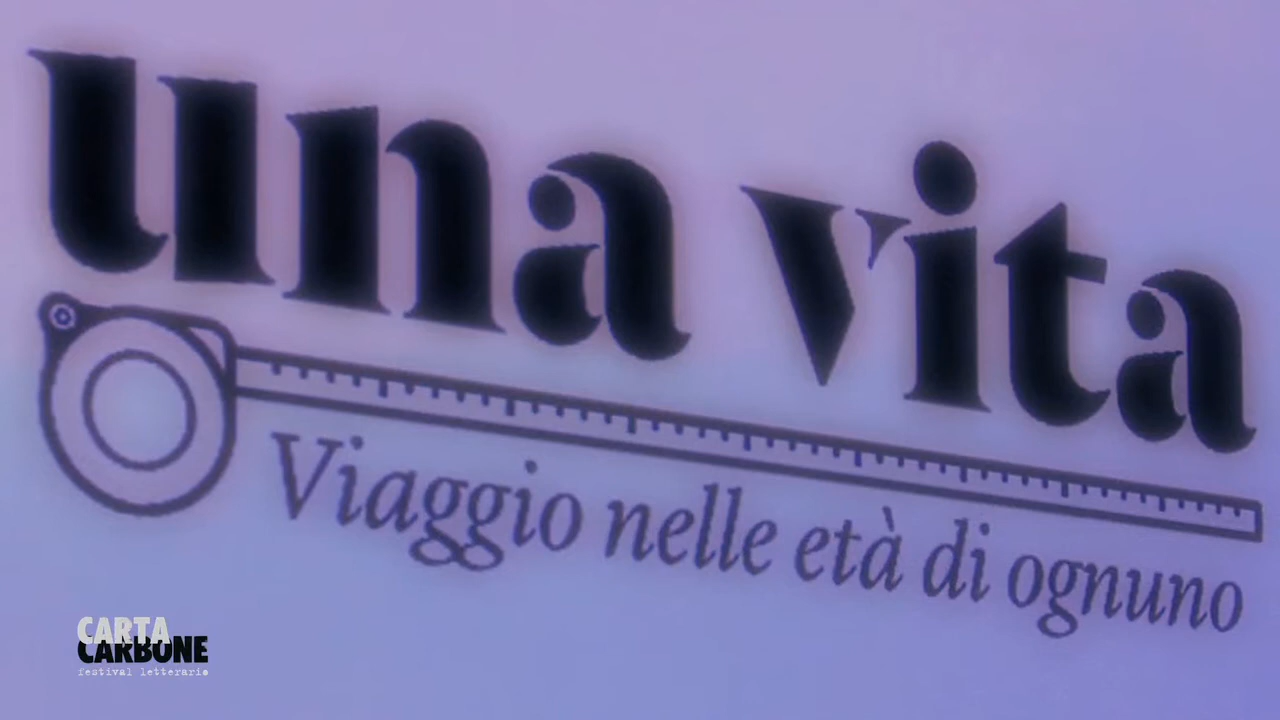 una vita
Viaggio nelle età di ognuno
CARTA
CARBONE
festival letterario